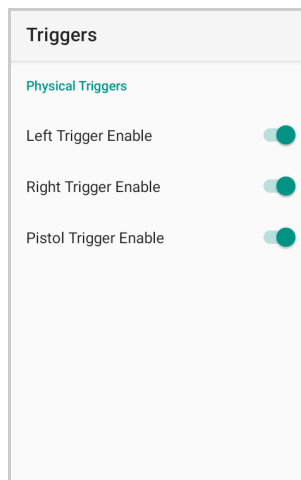 Triggers
Physical Triggers
Left Trigger Enable
Right Trigger Enable
Pistol Trigger Enable